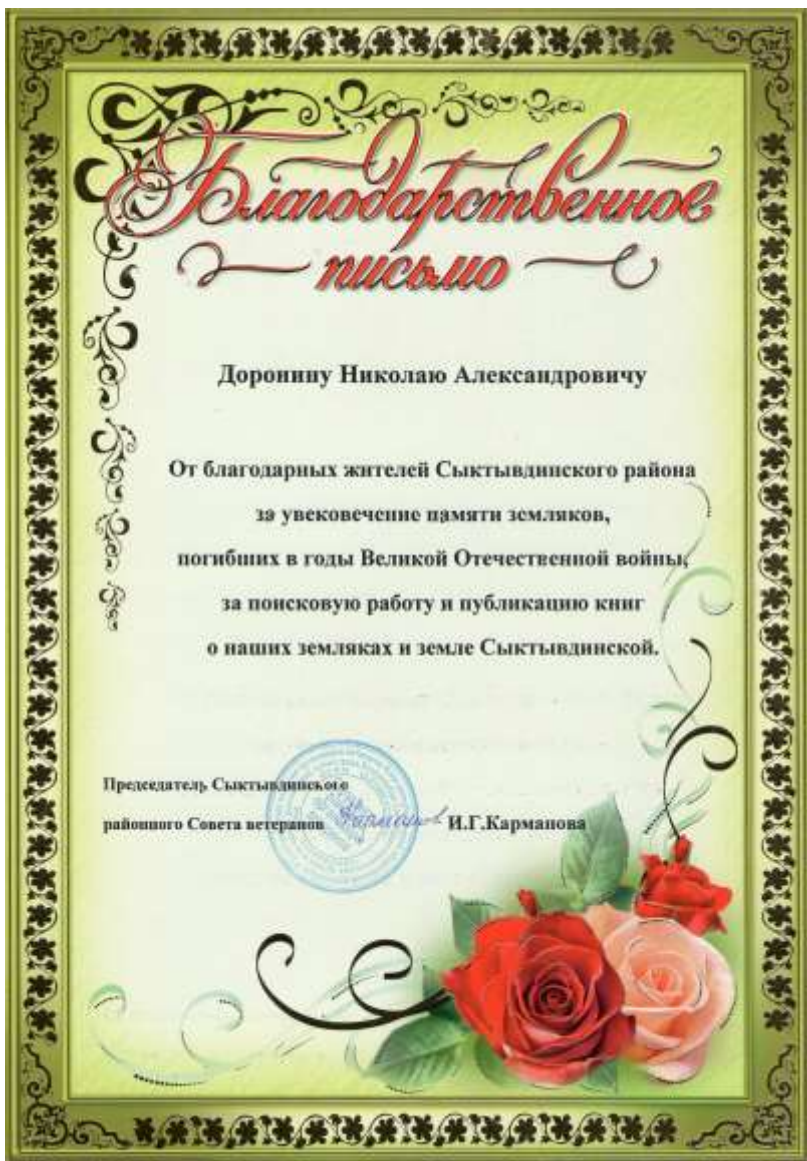 Благодарственное
письмо
Доронину Николаю Александровичу
От благодарных жителей Сыктывдинского района
за увековечение памяти земляков,
погибших в годы Великой Отечественной войны,
за поисковую работу и публикацию книг
о наших земляках и земле Сыктывдинской.
Председатель Сыктывдинского
районного Совета ветеранов И.Г.Карманова